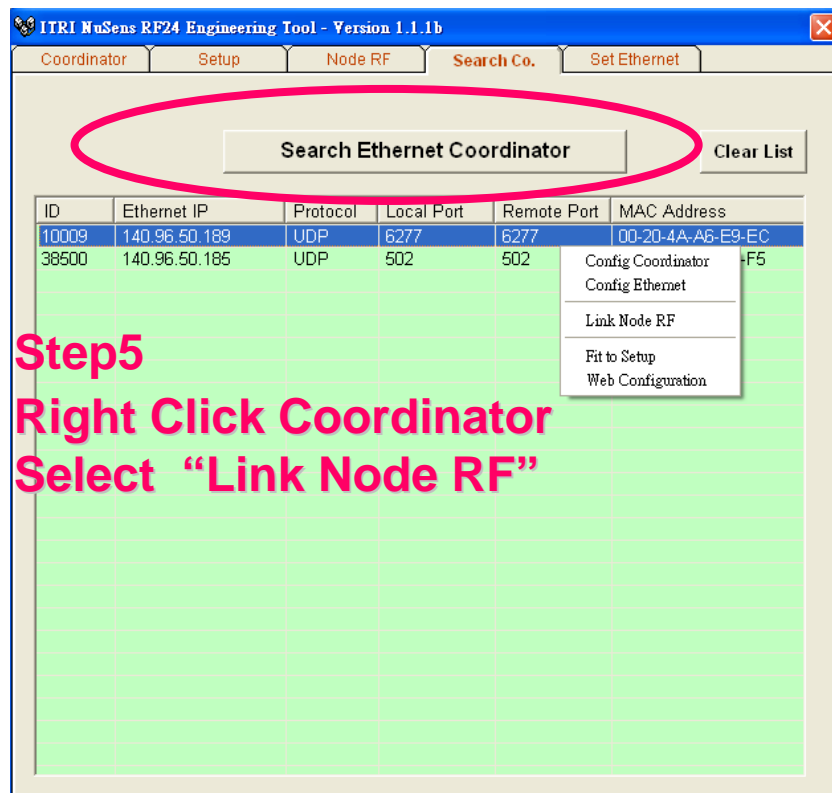 ITRI NuSens RF24 Engineering Tool - Version 1.1.1b
Coordinator Setup Node RF Search Co. Set Ethernet
Search Ethernet Coordinator Clear List
ID Ethernet IP Protocol Local Port Remote Port MAC Address
10009 140.96.50.189 UDP 6277 6277 00-20-4A-A6-E9-EC
38500 140.96.50.185 UDP 502 502 -F5
Config Coordinator
Config Ethernet
Link Node RF
Fit to Setup
Web Configuration
Step5
Right Click Coordinator
Select “Link Node RF”